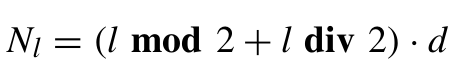 N_l = (l mod 2 + l div 2) · d